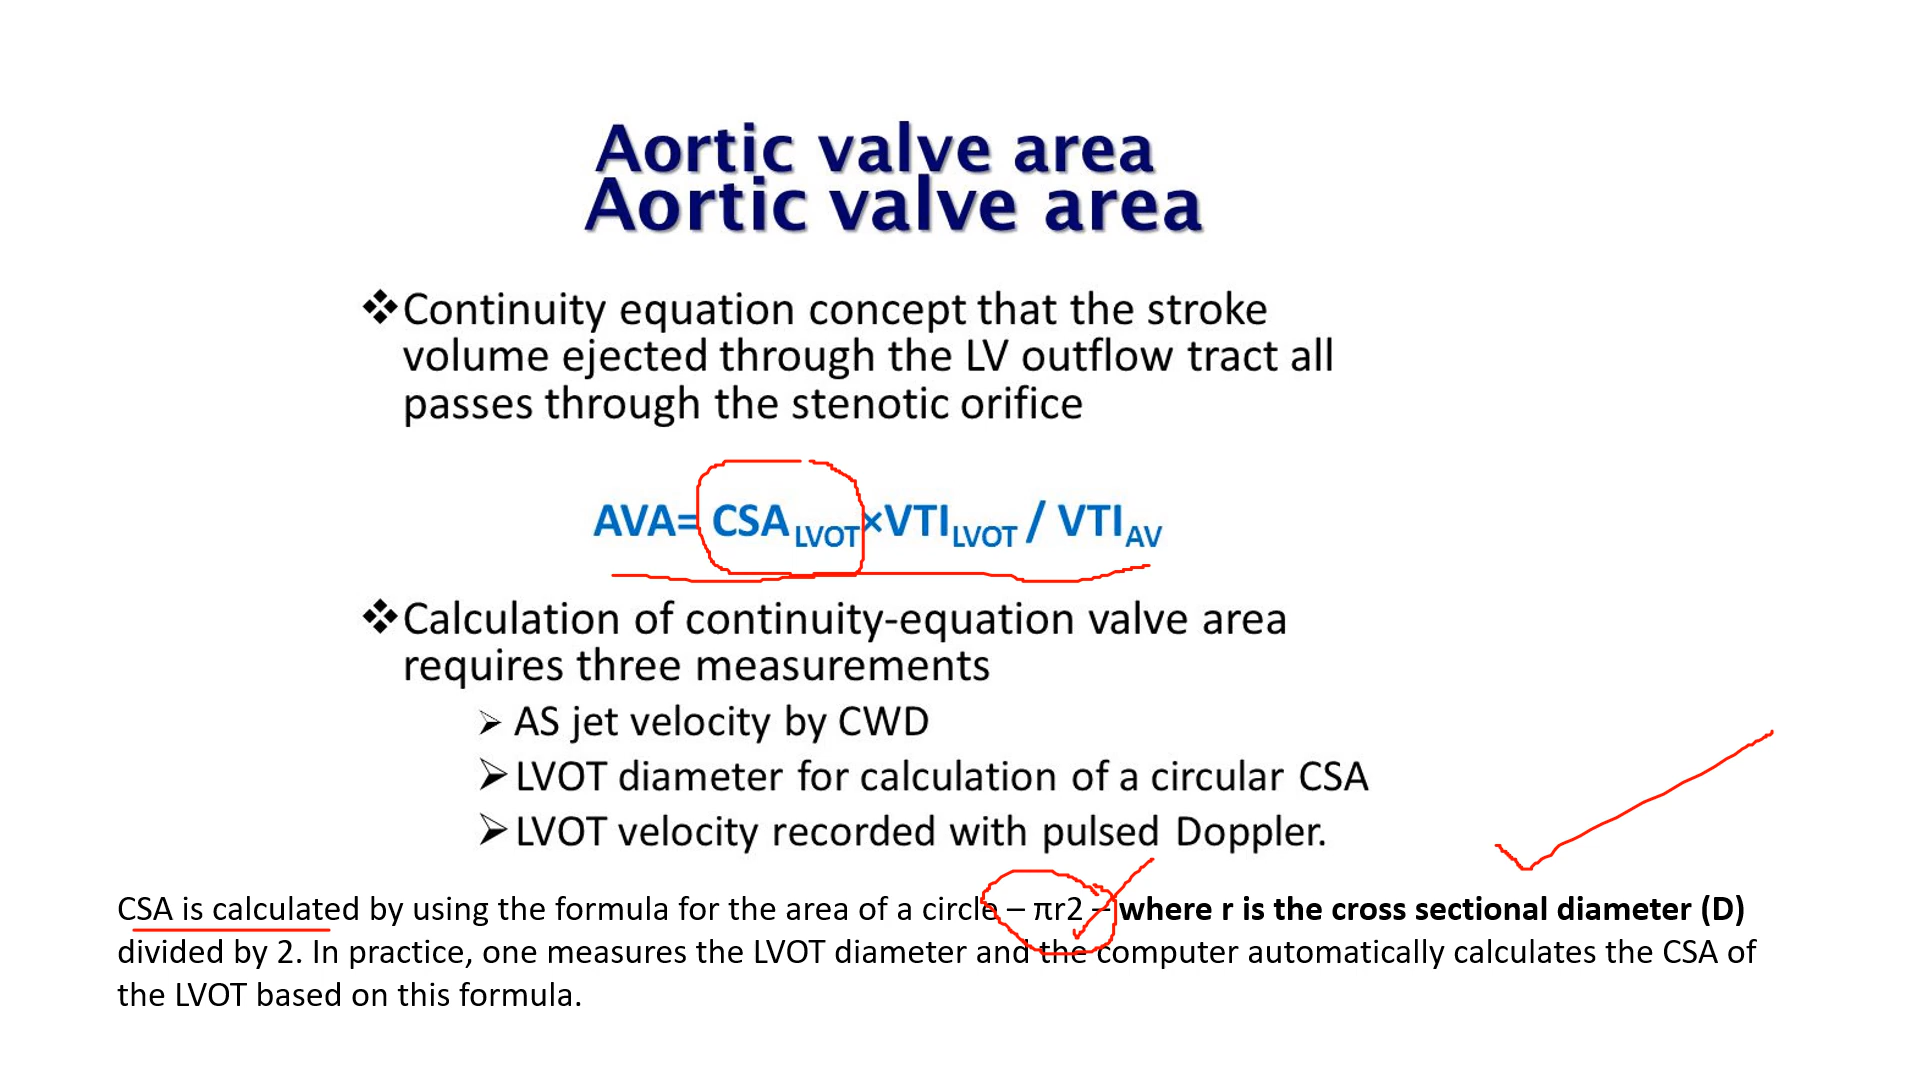 Aortic valve area
Aortic valve area
❖Continuity equation concept that the stroke
volume ejected through the LV outflow tract all
passes through the stenotic orifice
AVA= CSA LVOT×VTILVOT / VTIAV
❖Calculation of continuity-equation valve area
requires three measurements
➢ AS jet velocity by CWD
➢LVOT diameter for calculation of a circular CSA
➢LVOT velocity recorded with pulsed Doppler.
CSA is calculated by using the formula for the area of a circle – πr2 – where r is the cross sectional diameter (D)
divided by 2. In practice, one measures the LVOT diameter and the computer automatically calculates the CSA of
the LVOT based on this formula.